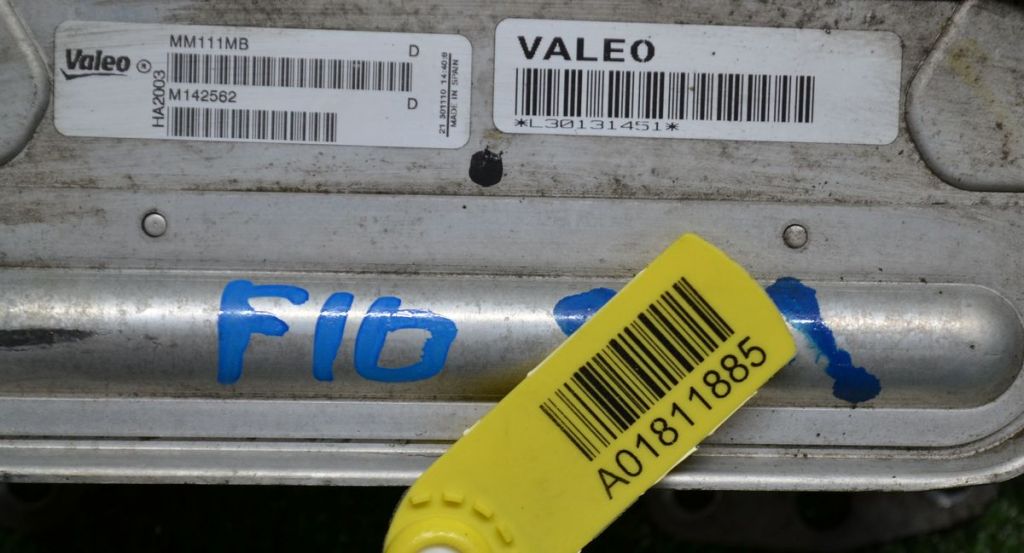 Valeo ®
HA2003
MM111MB D
M142562 D
21 301110 14:40:8
MADE IN SPAIN
VALEO
*L30131451*
F10
A01811885